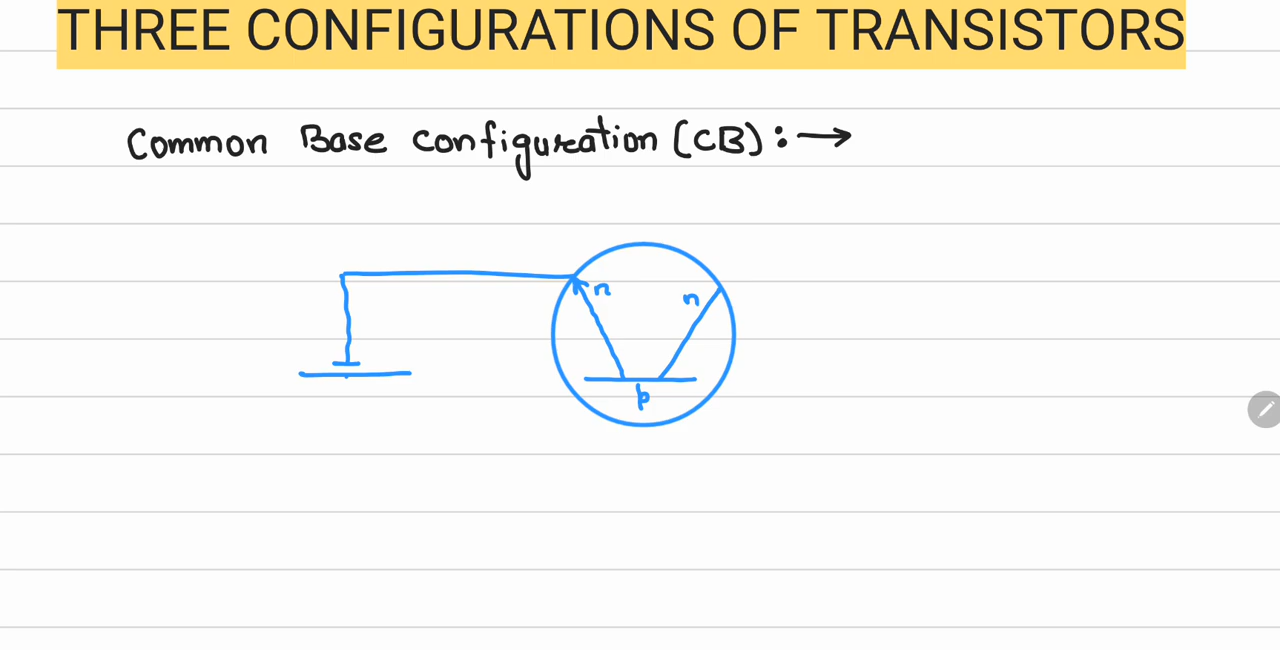 THREE CONFIGURATIONS OF TRANSISTORS
Common Base Configuration (CB):→
n n
p